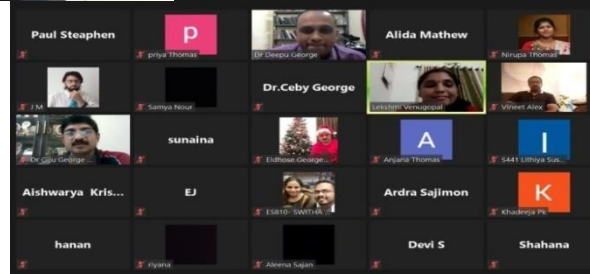 Paul Steaphen
p
priya Thomas
Dr Deepu George
Alida Mathew
Nirupa Thomas
J M
Samya Nour
Dr.Ceby George
Lekshmi Venugopal
Vineet Alex
Dr Giju George
sunaina
Eldhose George...
A
Anjana Thomas
I
S441 Lithiya Sus...
Aishwarya Kris...
EJ
ES810- SWITHA
Ardra Sajimon
K
Khadeeja Pk
hanan
riyana
Aleena Sajan
Devi S
Shahana